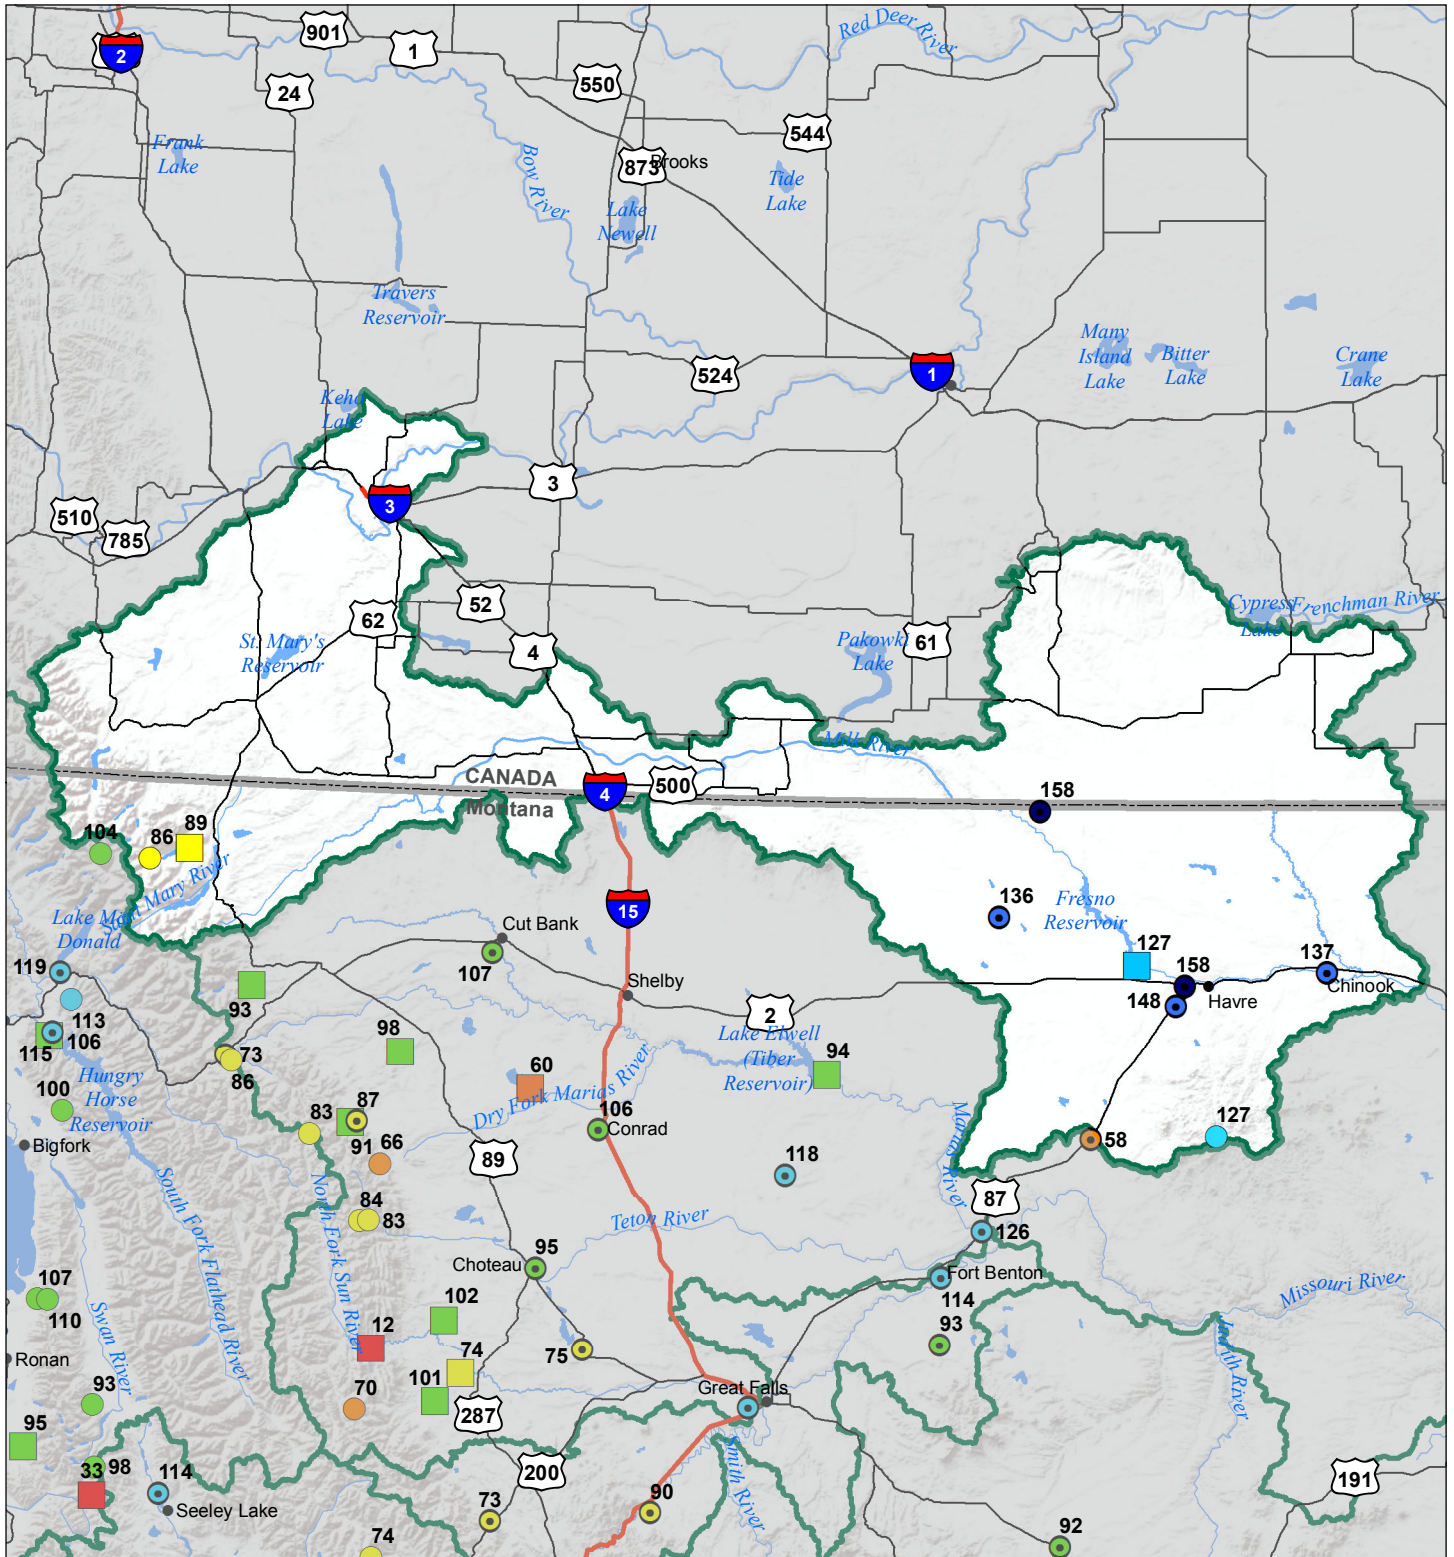 901
1
2
24
550
Red Deer River
544
Frank
Lake
Bow River
873
Brooks
Tide
Lake
Lake
Newell
Travers
Reservoir
Many
Island
Lake
Bitter
Lake
Crane
Lake
524
1
Keho
Lake
3
3
510
785
52
62
4
61
St. Mary's
Reservoir
Pakowki
Lake
Cypress
Lake
Frenchman River
Milk River
CANADA
Montana
4
500
158
104
86
89
Saint Mary River
Lake
Donald
15
136
Fresno
Reservoir
Cut Bank
107
127
158
137
Chinook
Havre
148
119
93
Shelby
2
113
115
106
98
73
86
Lake Elwell
(Tiber
Reservoir)
94
60
Hungry
Horse
Reservoir
100
Dry Fork Marias River
87
83
91
66
106
Conrad
Bigfork
89
118
Marias River
58
127
87
84
83
South Fork Flathead River
North Fork Sun River
Teton River
126
95
Choteau
Fort Benton
114
Missouri River
107
110
Swan River
102
12
74
75
93
Judith River
Ronan
93
70
101
287
Great Falls
95
98
33
114
Seeley Lake
200
Smith River
191
73
90
74
92